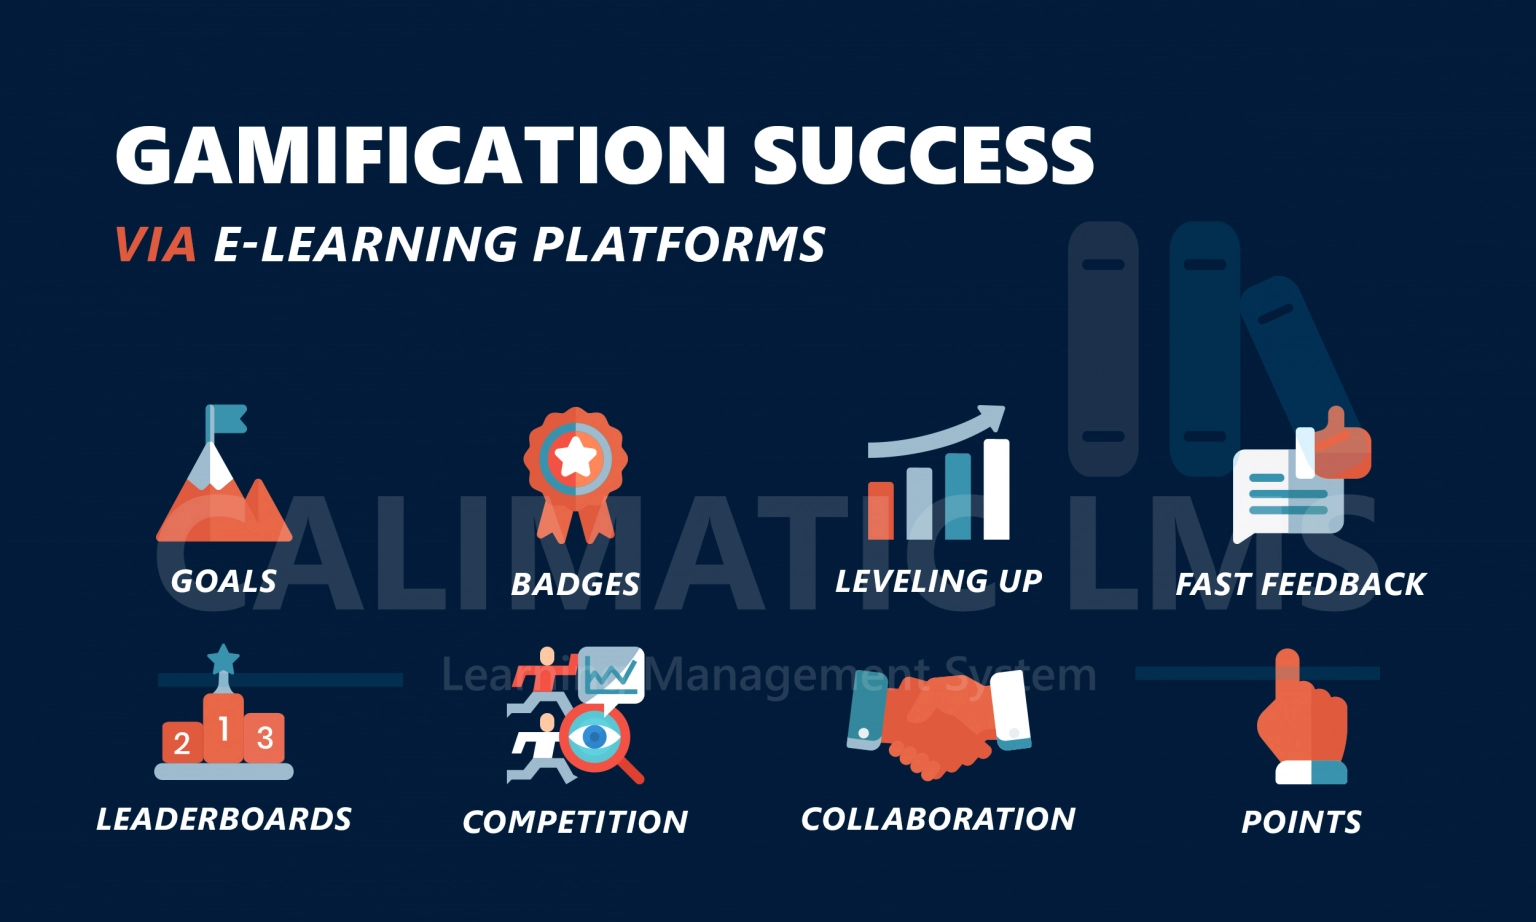 GAMIFICATION SUCCESS
VIA E-LEARNING PLATFORMS
CALIMATIC LMS
Learning Management System
GOALS
BADGES
LEVELING UP
FAST FEEDBACK
2
1
3
LEADERBOARDS
COMPETITION
COLLABORATION
POINTS